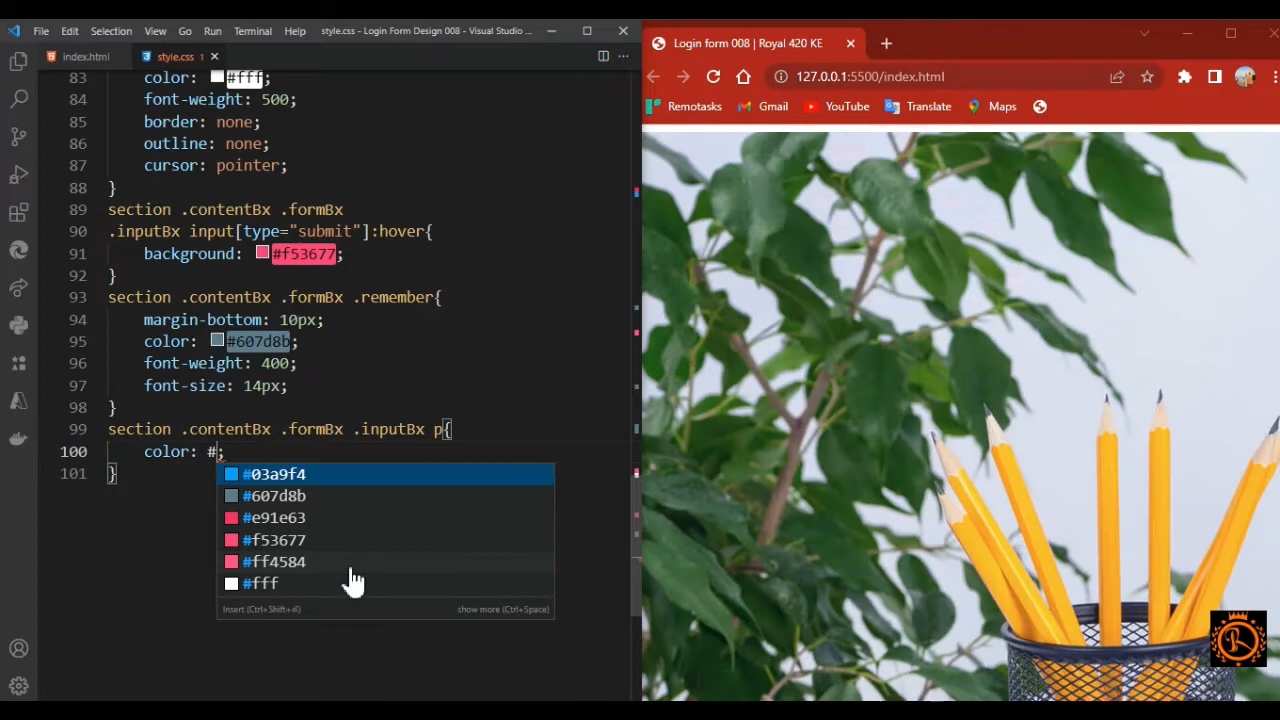 File Edit Selection View Go Run Terminal Help style.css - Login Form Design 008 - Visual Studio ...
index.html style.css 1
83 color: #fff;
84 font-weight: 500;
85 border: none;
86 outline: none;
87 cursor: pointer;
88 }
89 section .contentBx .formBx
90 .inputBx input[type="submit"]:hover{
91 background: #f53677;
92 }
93 section .contentBx .formBx .remember{
94 margin-bottom: 10px;
95 color: #607d8b;
96 font-weight: 400;
97 font-size: 14px;
98 }
99 section .contentBx .formBx .inputBx p{
100 color: #;
101 }
#03a9f4
#607d8b
#e91e63
#f53677
#ff4584
#fff
Insert (Ctrl+Shift+⏎) show more (Ctrl+Space)
Login form 008 | Royal 420 KE
127.0.0.1:5500/index.html
Remotasks Gmail YouTube Translate Maps
R